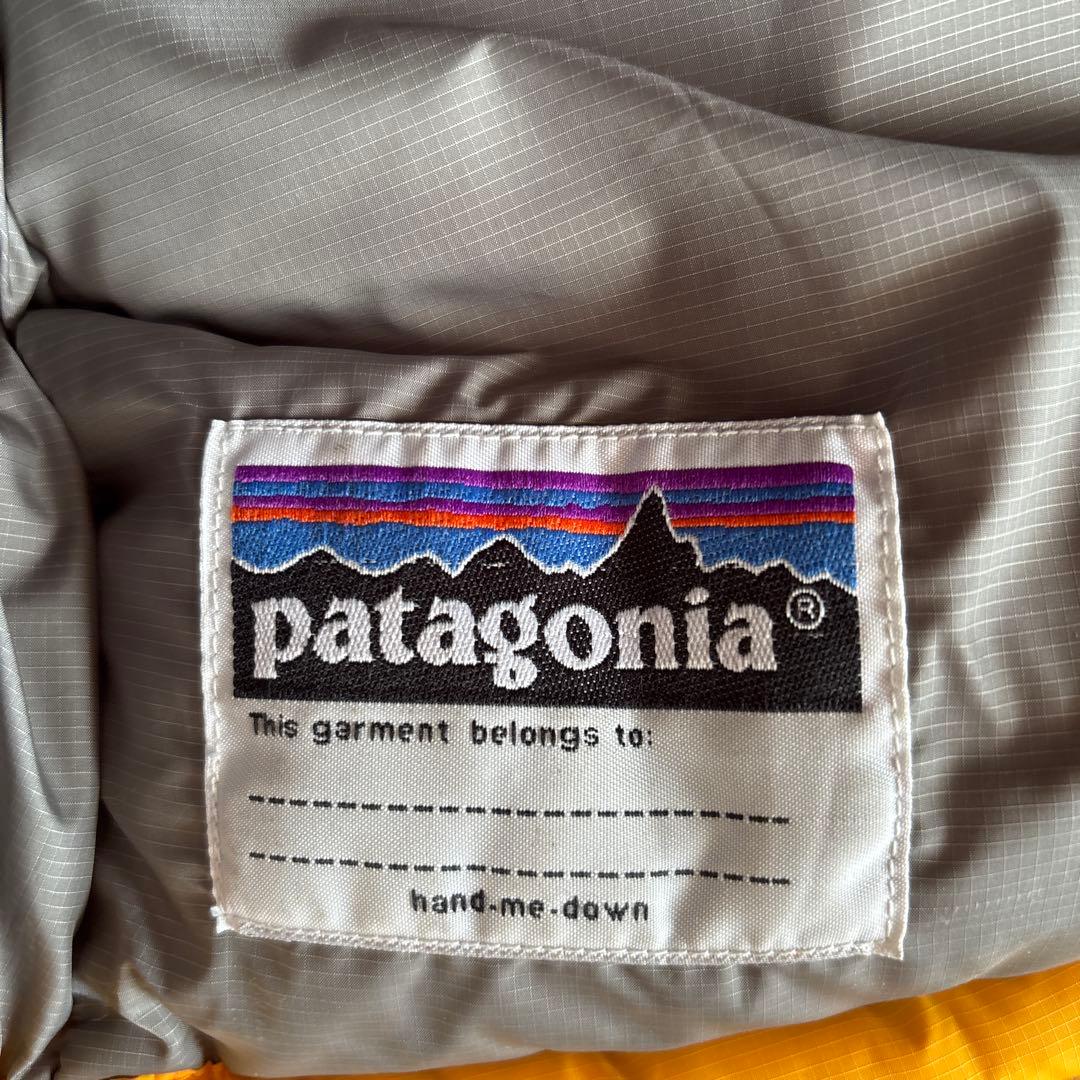 patagonia®
This garment belongs to:
hand-me-down